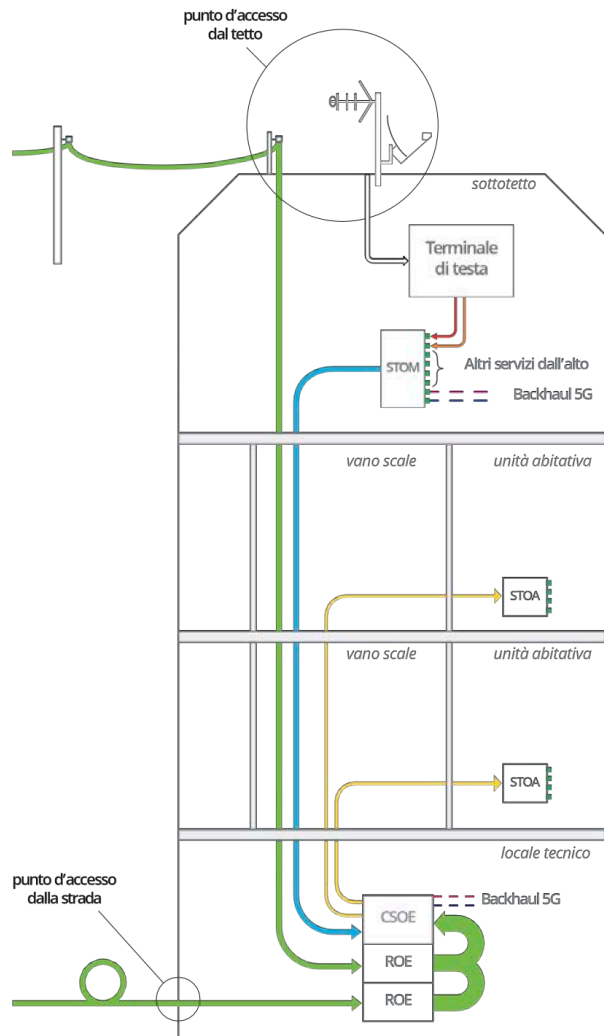 punto d'accesso
dal tetto
sottotetto
Terminale
di testa
STOM
Altri servizi dall'alto
Backhaul 5G
vano scale
unità abitativa
STOA
vano scale
unità abitativa
STOA
locale tecnico
punto d'accesso
dalla strada
Backhaul 5G
CSOE
ROE
ROE